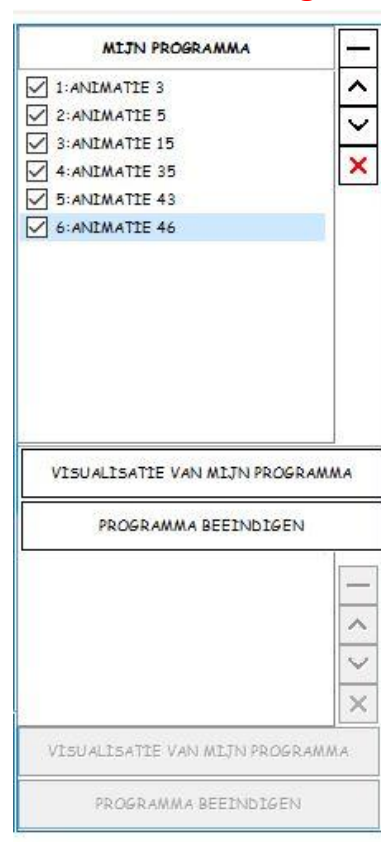 MIJN PROGRAMMA
1:ANIMATIE 3
2:ANIMATIE 5
3:ANIMATIE 15
4:ANIMATIE 35
5:ANIMATIE 43
6:ANIMATIE 46
VISUALISATIE VAN MIJN PROGRAMMA
PROGRAMMA BEEINDIGEN
VISUALISATIE VAN MIJN PROGRAMMA
PROGRAMMA BEEINDIGEN